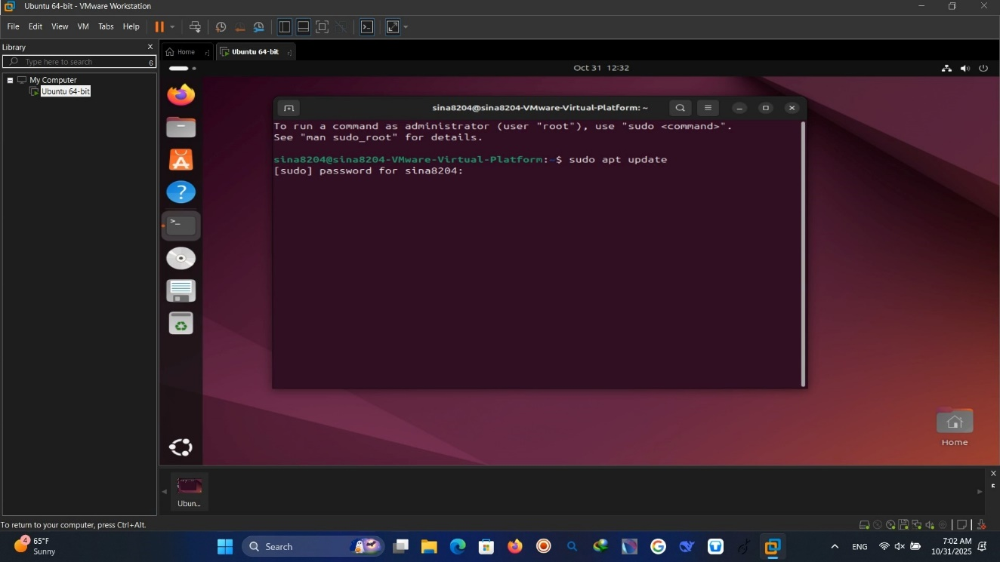 Ubuntu 64-bit - VMware Workstation
File Edit View VM Tabs Help
Library
Type here to search
My Computer
Ubuntu 64-bit
Home
Ubuntu 64-bit
Oct 31 12:32
sina8204@sina8204-VMware-Virtual-Platform: ~
To run a command as administrator (user "root"), use "sudo <command>".
See "man sudo_root" for details.
sina8204@sina8204-VMware-Virtual-Platform:~$ sudo apt update
[sudo] password for sina8204:
Home
Ubun...
To return to your computer, press Ctrl+Alt.
4
65°F
Sunny
Search
ENG
7:02 AM
10/31/2025